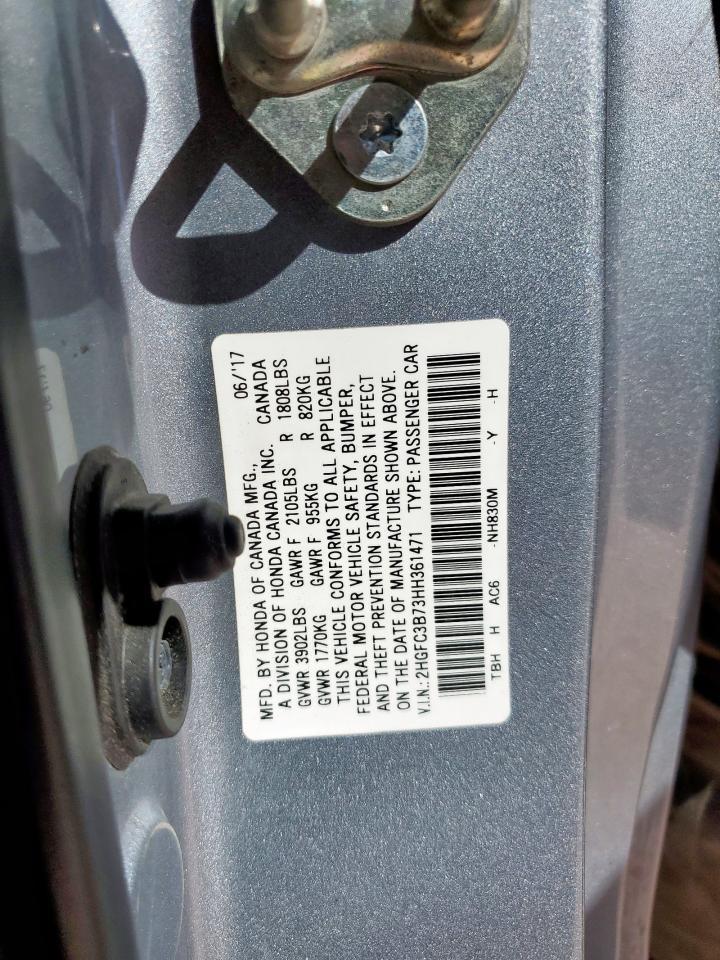 MFD. BY HONDA OF CANADA MFG., 06/'17
A DIVISION OF HONDA CANADA INC. CANADA
GVWR 3902LBS GAWR F 2105LBS R 1808LBS
GVWR 1770KG GAWR F 955KG R 820KG
THIS VEHICLE CONFORMS TO ALL APPLICABLE
FEDERAL MOTOR VEHICLE SAFETY, BUMPER,
AND THEFT PREVENTION STANDARDS IN EFFECT
ON THE DATE OF MANUFACTURE SHOWN ABOVE.
V.I.N.: 2HGFC3B73HH361471 TYPE: PASSENGER CAR
TBH H AC6 -NH830M -Y -H